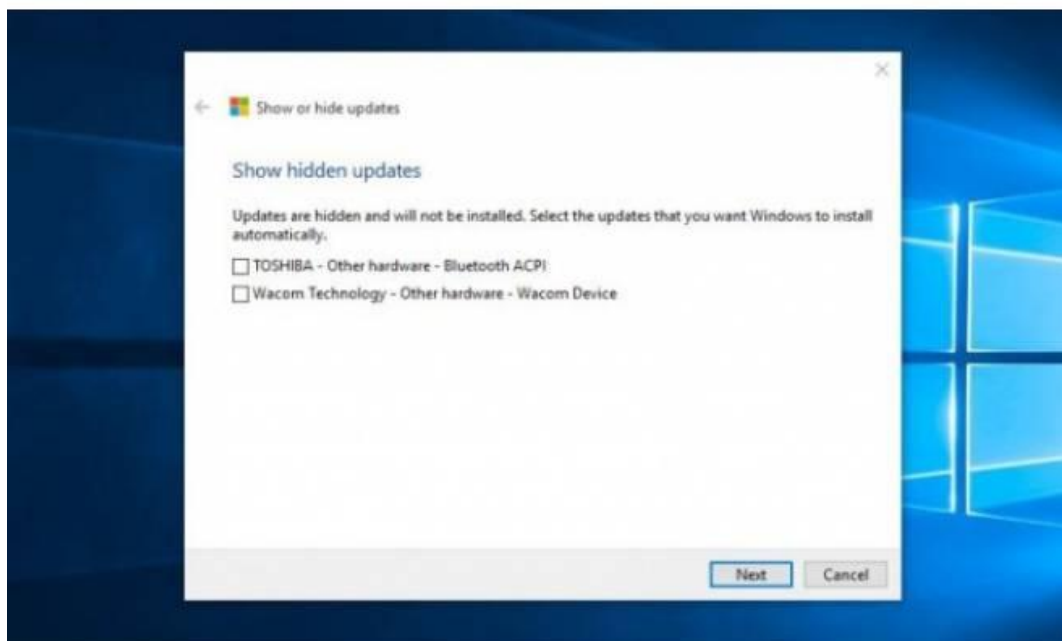 Show or hide updates
Show hidden updates
Updates are hidden and will not be installed. Select the updates that you want Windows to install
automatically.
TOSHIBA - Other hardware - Bluetooth ACPI
Wacom Technology - Other hardware - Wacom Device
Next Cancel